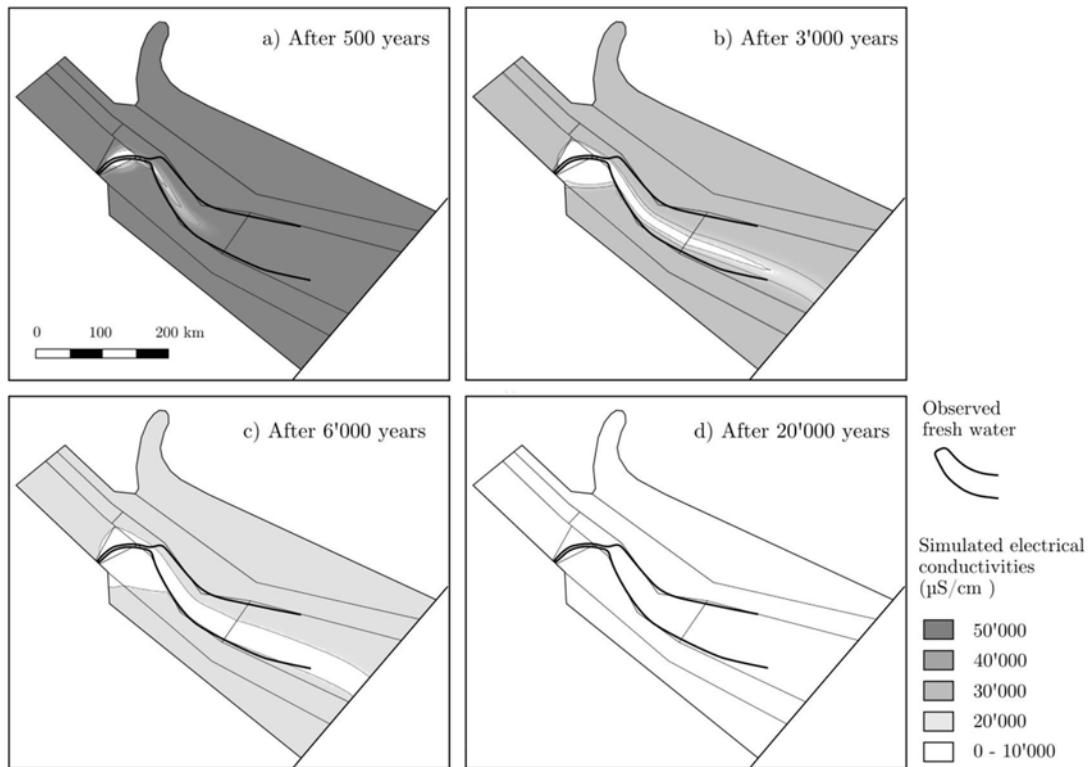 a) After 500 years
b) After 3'000 years
0 100 200 km
c) After 6'000 years
d) After 20'000 years
Observed
fresh water
Simulated electrical
conductivities
(µS/cm )
50'000
40'000
30'000
20'000
0 - 10'000